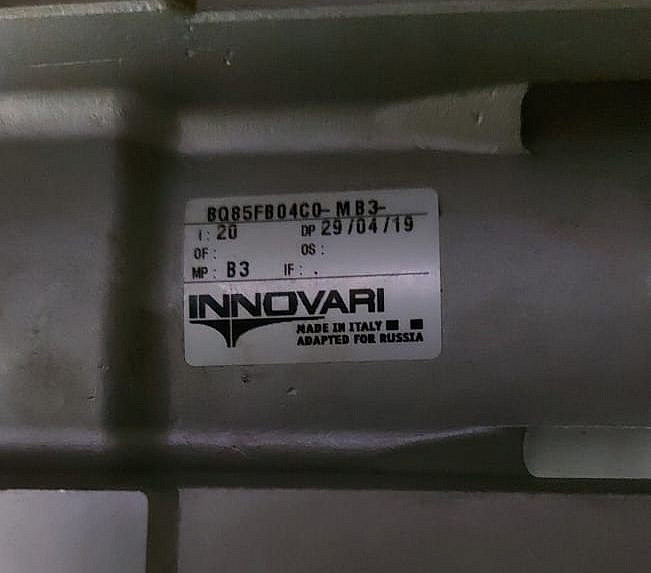 BQ85FB04C0-MB3-
i: 20 DP 29/04/19
OF: OS:
MP: B3 IF: .
INNOVARI
MADE IN ITALY
ADAPTED FOR RUSSIA